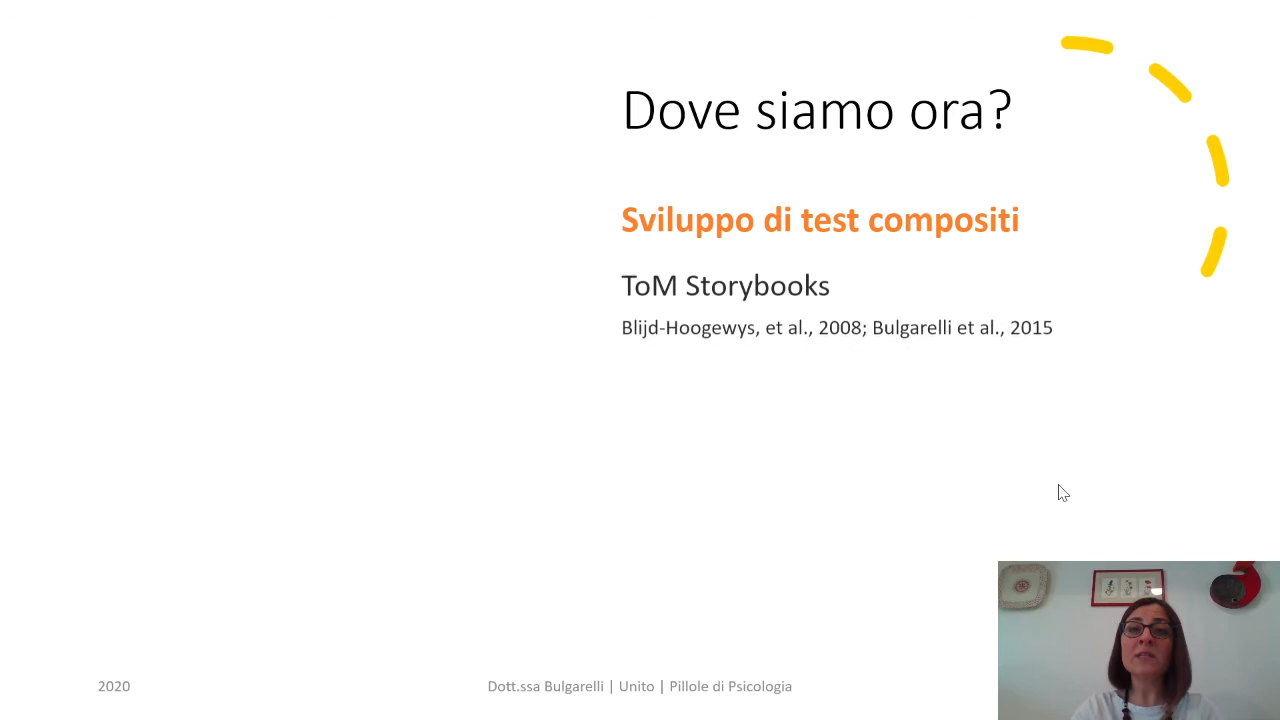 Dove siamo ora?
Sviluppo di test compositi
ToM Storybooks
Blijd-Hoogewys, et al., 2008; Bulgarelli et al., 2015
2020
Dott.ssa Bulgarelli | Unito | Pillole di Psicologia